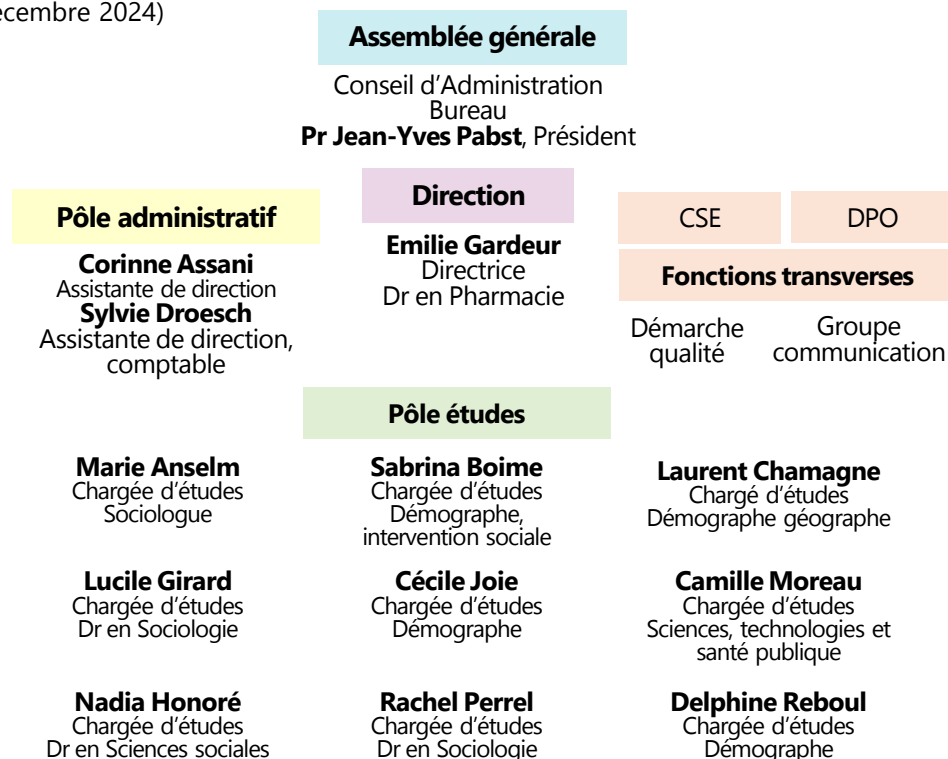 décembre 2024)
Assemblée générale
Conseil d'Administration
Bureau
Pr Jean-Yves Pabst, Président
Pôle administratif
Corinne Assani
Assistante de direction
Sylvie Droesch
Assistante de direction,
comptable
Direction
Emilie Gardeur
Directrice
Dr en Pharmacie
CSE
DPO
Fonctions transverses
Démarche
qualité
Groupe
communication
Pôle études
Marie Anselm
Chargée d'études
Sociologue
Sabrina Boime
Chargée d'études
Démographe,
intervention sociale
Laurent Chamagne
Chargé d'études
Démographe géographe
Lucile Girard
Chargée d'études
Dr en Sociologie
Cécile Joie
Chargée d'études
Démographe
Camille Moreau
Chargée d'études
Sciences, technologies et
santé publique
Nadia Honoré
Chargée d'études
Dr en Sciences sociales
Rachel Perrel
Chargée d'études
Dr en Sociologie
Delphine Reboul
Chargée d'études
Démographe